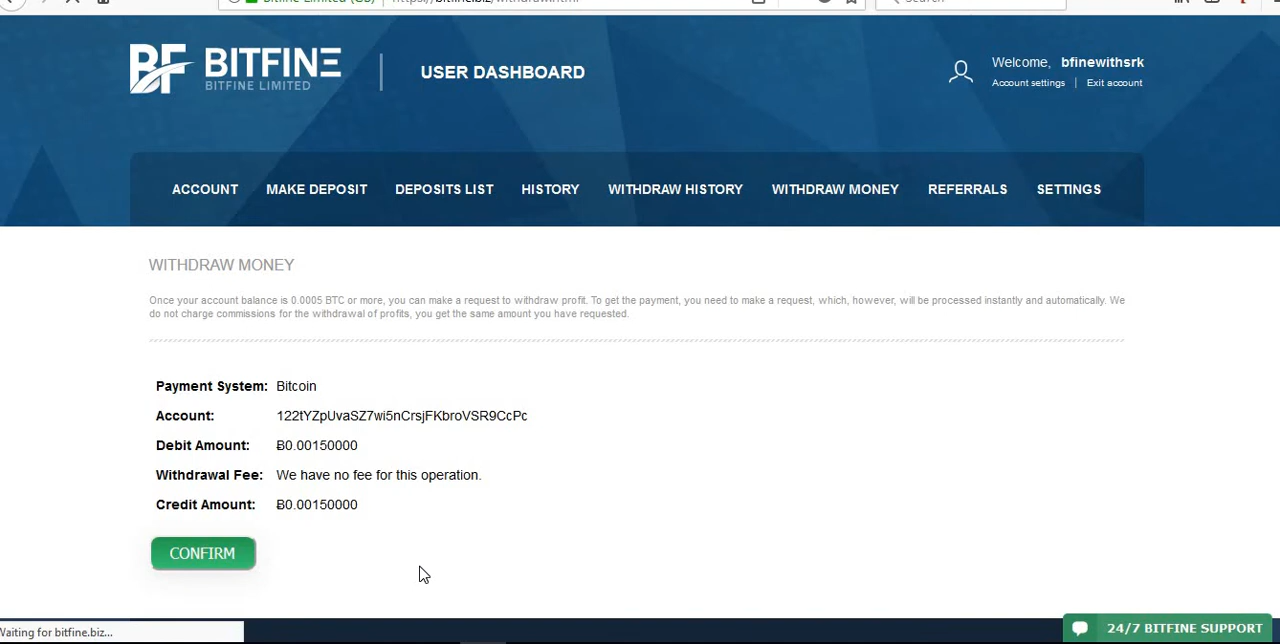 BF BITFINE
BITFINE LIMITED
USER DASHBOARD
Welcome, bfinewithsrk
Account settings | Exit account
ACCOUNT MAKE DEPOSIT DEPOSITS LIST HISTORY WITHDRAW HISTORY WITHDRAW MONEY REFERRALS SETTINGS
WITHDRAW MONEY
Once your account balance is 0.0005 BTC or more, you can make a request to withdraw profit. To get the payment, you need to make a request, which, however, will be processed instantly and automatically. We
do not charge commissions for the withdrawal of profits, you get the same amount you have requested.
Payment System: Bitcoin
Account: 122tYZpUvaSZ7wi5nCrsjFKbroVSR9CcPc
Debit Amount: Ƀ0.00150000
Withdrawal Fee: We have no fee for this operation.
Credit Amount: Ƀ0.00150000
CONFIRM
Waiting for bitfine.biz...
24/7 BITFINE SUPPORT